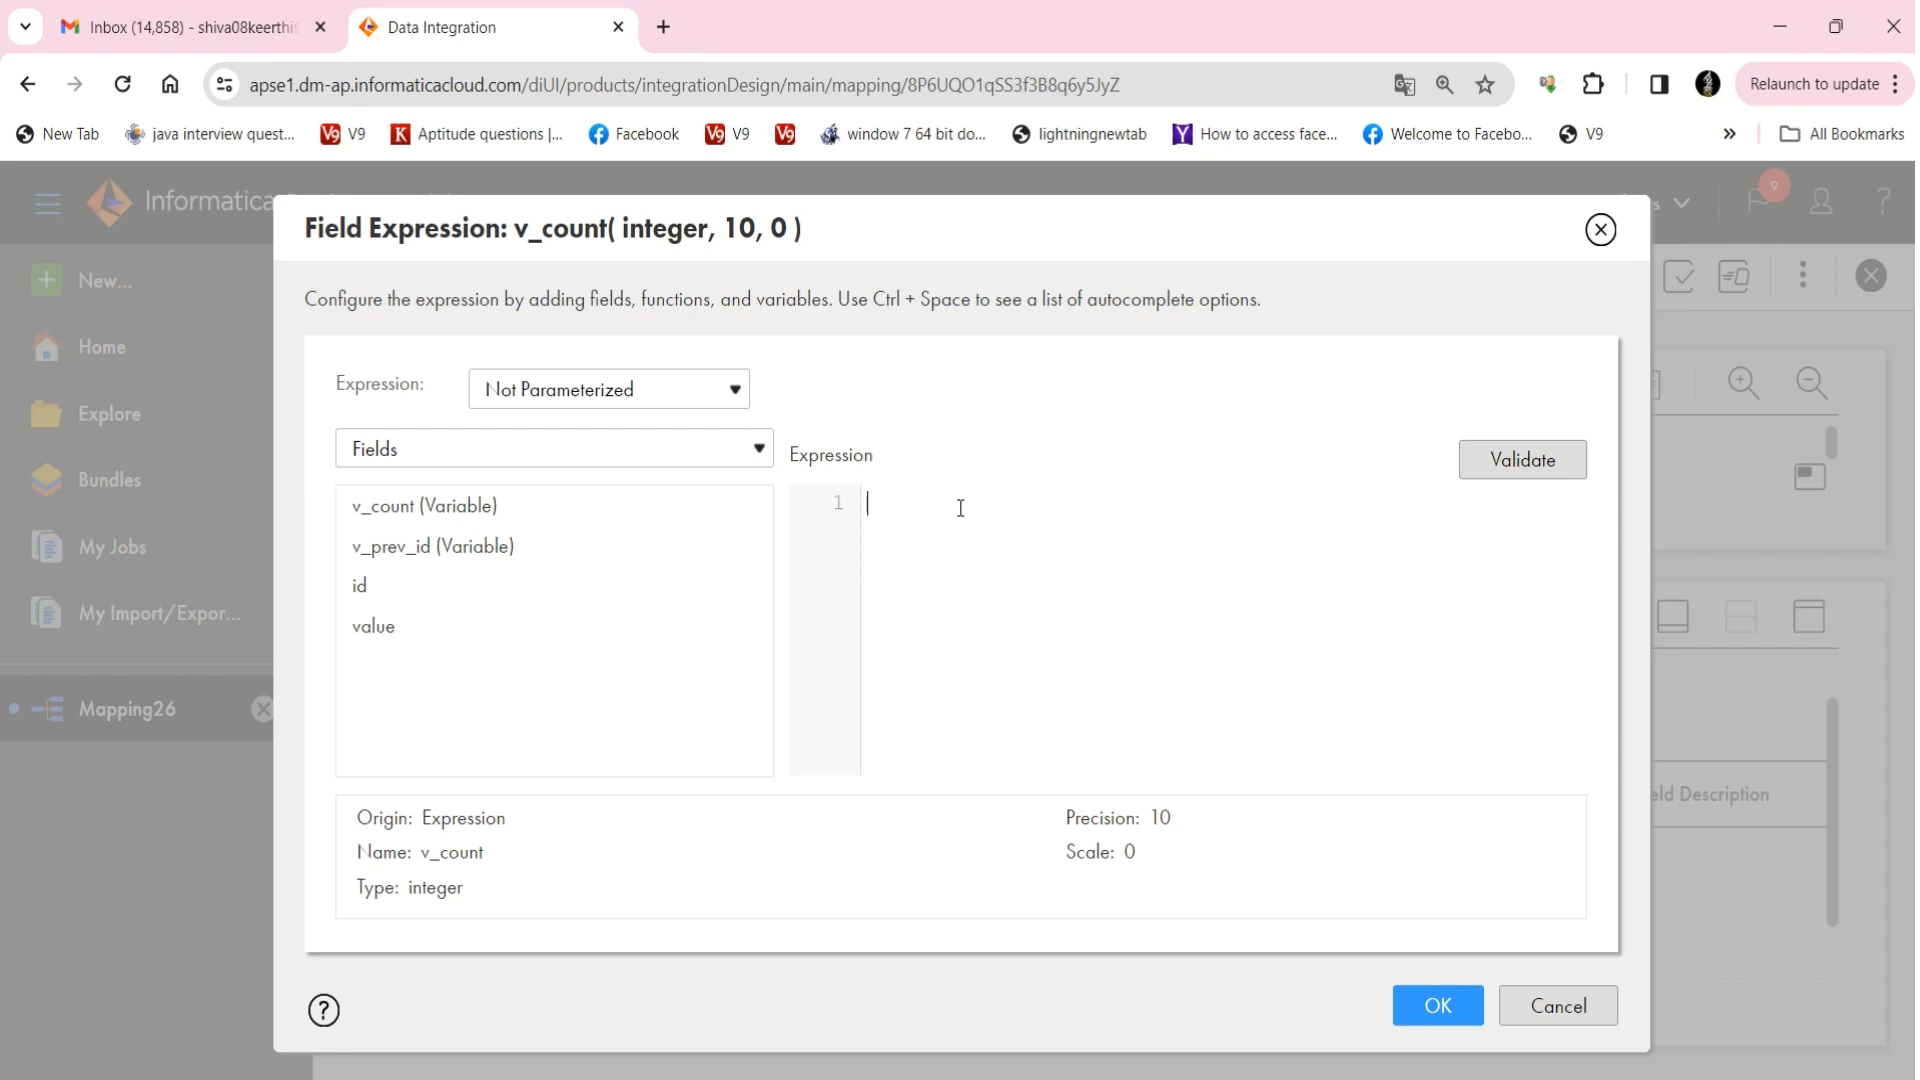 Inbox (14,858) - shiva08keerthi
Data Integration
apse1.dm-ap.informaticacloud.com/diUI/products/integrationDesign/main/mapping/8P6UQO1qSS3f3B8q6y5JyZ
Relaunch to update
New Tab
java interview quest...
V9
Aptitude questions |...
Facebook
V9
window 7 64 bit do...
lightningnewtab
How to access face...
Welcome to Facebo...
V9
»
All Bookmarks
Informatica
9
Field Expression: v_count( integer, 10, 0 )
New...
Configure the expression by adding fields, functions, and variables. Use Ctrl + Space to see a list of autocomplete options.
Home
Expression:
Not Parameterized
Explore
Fields
Expression
Validate
Bundles
v_count (Variable)
1
v_prev_id (Variable)
My Jobs
id
My Import/Expor...
value
Mapping26
eld Description
Origin: Expression
Precision: 10
Name: v_count
Scale: 0
Type: integer
?
OK
Cancel